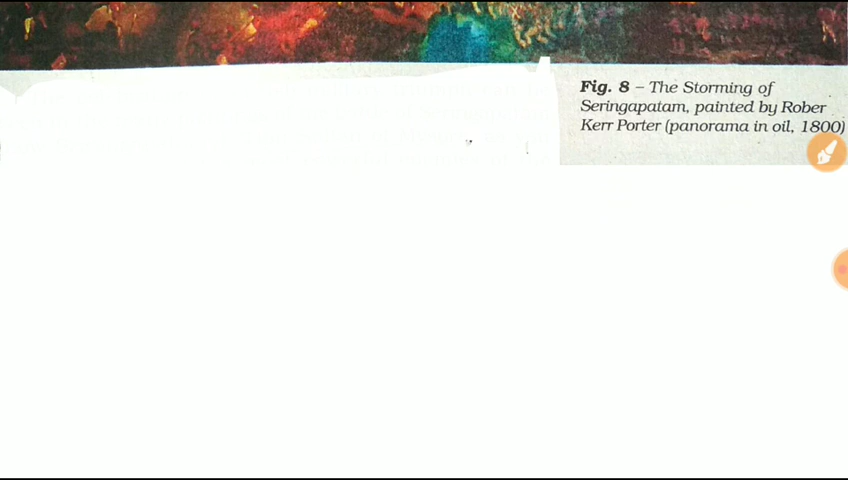 Fig. 8 – The Storming of
Seringapatam, painted by Rober
Kerr Porter (panorama in oil, 1800)